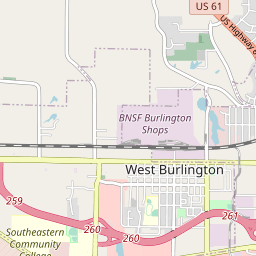 US 61
US Highway 6
BNSF Burlington
Shops
West Burlington
259
261
260
260
Southeastern
Community
College